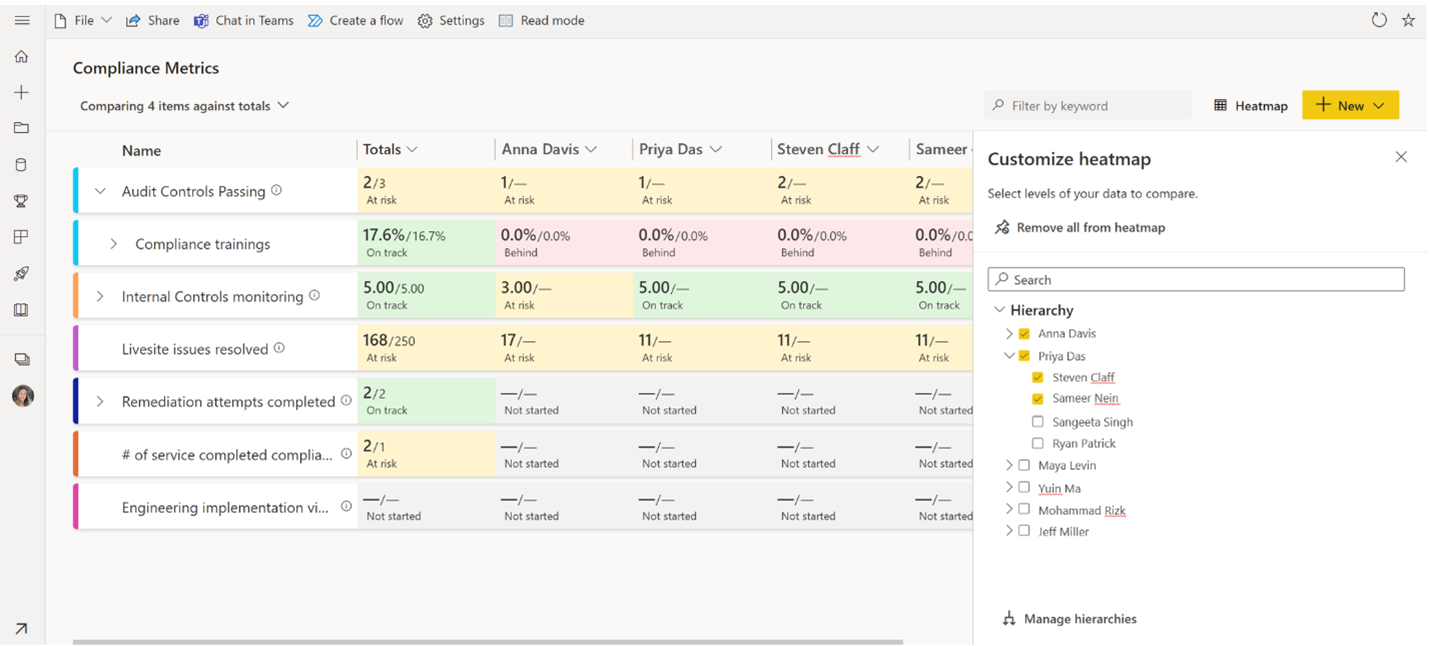 File Share Chat in Teams Create a flow Settings Read mode
Compliance Metrics
Comparing 4 items against totals
Filter by keyword Heatmap New
Name Totals Anna Davis Priya Das Steven Claff Sameer
Audit Controls Passing 2/3 1/— 1/— 2/— 2/—
At risk At risk At risk At risk At risk
Compliance trainings 17.6%/16.7% 0.0%/0.0% 0.0%/0.0% 0.0%/0.0% 0.0%/0.0
On track Behind Behind Behind Behind
Internal Controls monitoring 5.00/5.00 3.00/— 5.00/— 5.00/— 5.00/—
On track At risk On track On track On track
Livesite issues resolved 168/250 17/— 11/— 11/— 11/—
At risk At risk At risk At risk At risk
Remediation attempts completed 2/2 —/— —/— —/— —/—
On track Not started Not started Not started Not started
# of service completed complia... 2/1 —/— —/— —/— —/—
At risk Not started Not started Not started Not started
Engineering implementation vi... —/— —/— —/— —/— —/—
Not started Not started Not started Not started Not started
Customize heatmap
Select levels of your data to compare.
Remove all from heatmap
Search
Hierarchy
Anna Davis
Priya Das
Steven Claff
Sameer Nein
Sangeeta Singh
Ryan Patrick
Maya Levin
Yuin Ma
Mohammad Rizk
Jeff Miller
Manage hierarchies